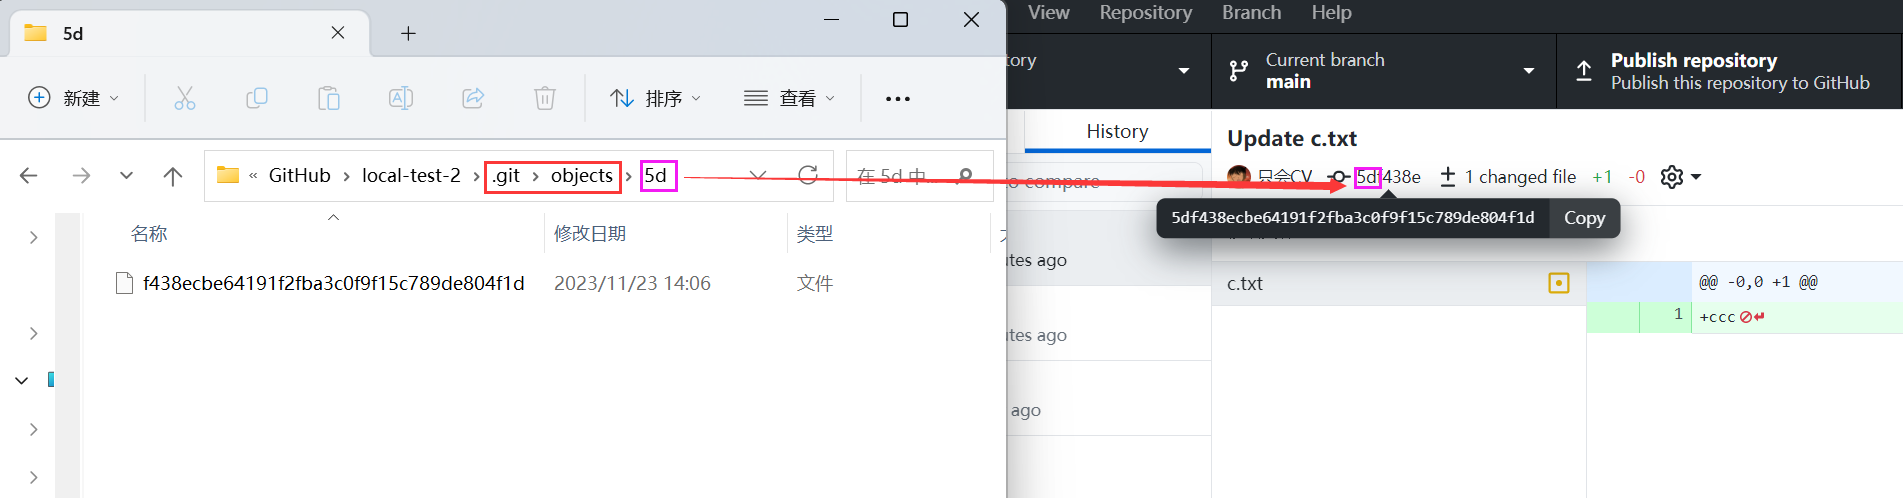 5d
新建
排序
查看
« GitHub › local-test-2 › .git › objects › 5d
在 5d 中...
名称
修改日期
类型
f438ecbe64191f2fba3c0f9f15c789de804f1d
2023/11/23 14:06
文件
View Repository Branch Help
tory
Current branch
main
Publish repository
Publish this repository to GitHub
History
to compare
utes ago
utes ago
ago
Update c.txt
只会CV
5df438e
1 changed file
+1 -0
5df438ecbe64191f2fba3c0f9f15c789de804f1d
Copy
c.txt
@@ -0,0 +1 @@
1 +ccc